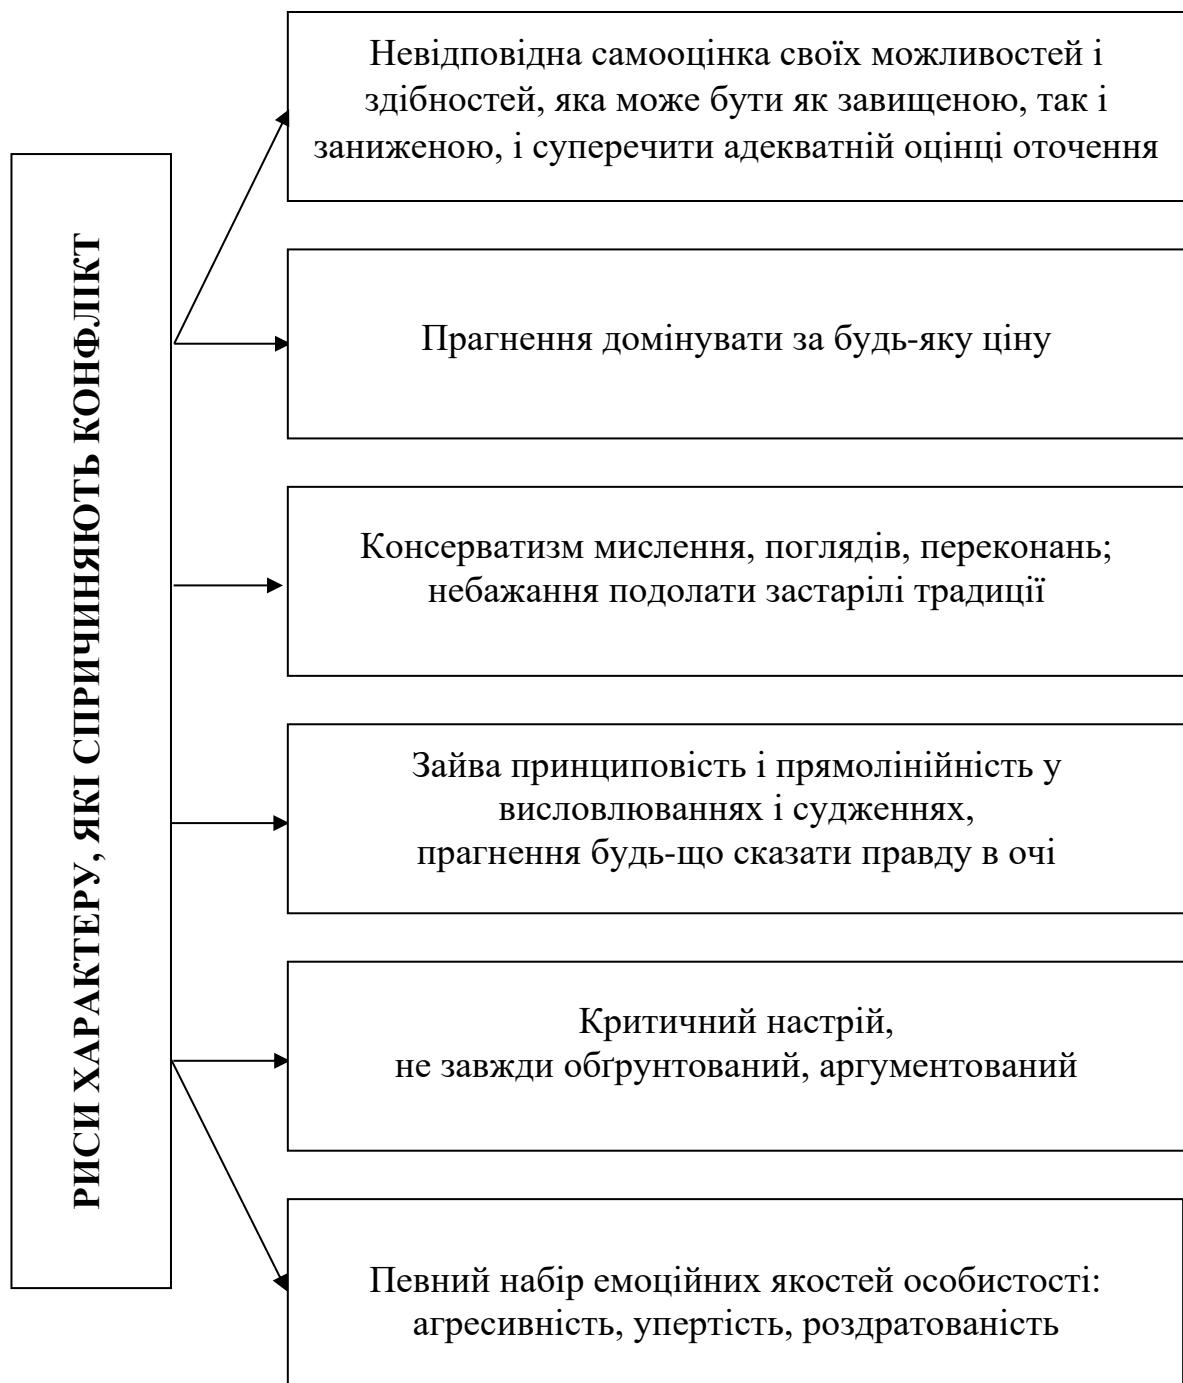 РИСИ ХАРАКТЕРУ, ЯКІ СПРИЧИНЯЮТЬ КОНФЛІКТ
Невідповідна самооцінка своїх можливостей і
здібностей, яка може бути як завищеною, так і
заниженою, і суперечити адекватній оцінці оточення
Прагнення домінувати за будь-яку ціну
Консерватизм мислення, поглядів, переконань;
небажання подолати застарілі традиції
Зайва принциповість і прямолінійність у
висловлюваннях і судженнях,
прагнення будь-що сказати правду в очі
Критичний настрій,
не завжди обґрунтований, аргументований
Певний набір емоційних якостей особистості:
агресивність, упертість, роздратованість